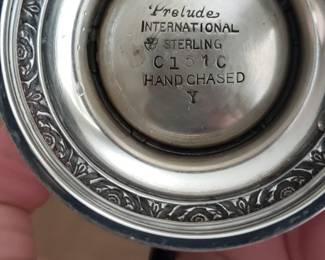 Prelude
INTERNATIONAL
STERLING
C151C
HAND CHASED
Y